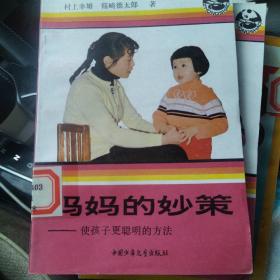 村上幸雄 篠崎德太郎 著
妈妈的妙策
——使孩子更聪明的方法
中国少年儿童出版社